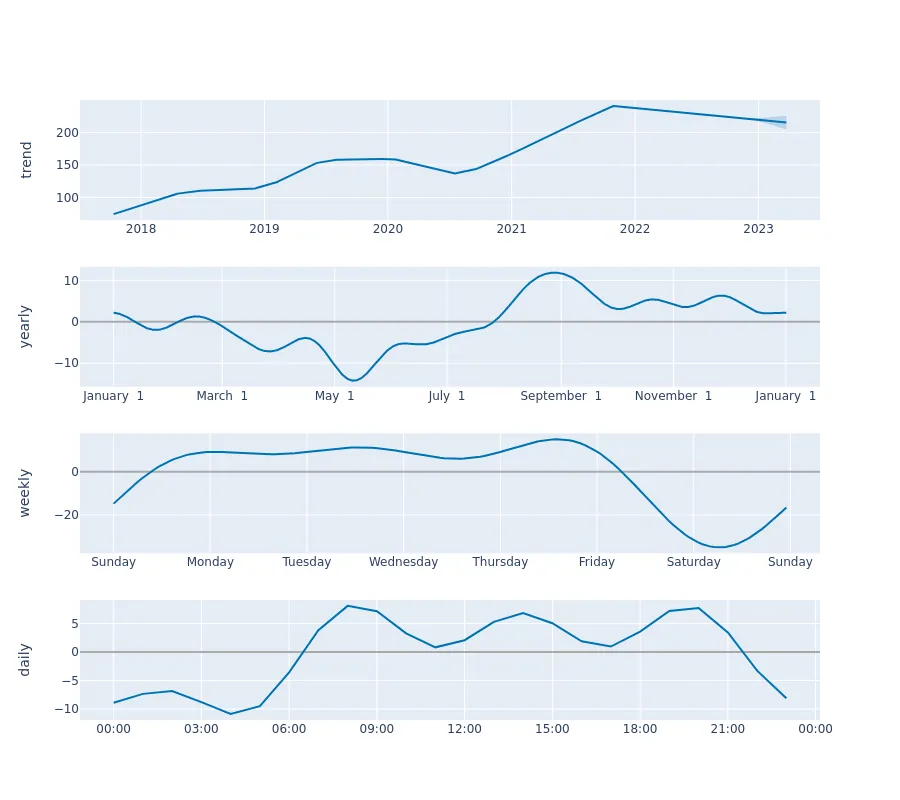 trend
200
150
100
2018 2019 2020 2021 2022 2023
yearly
10
0
−10
January 1 March 1 May 1 July 1 September 1 November 1 January 1
weekly
0
−20
Sunday Monday Tuesday Wednesday Thursday Friday Saturday Sunday
daily
5
0
−5
−10
00:00 03:00 06:00 09:00 12:00 15:00 18:00 21:00 00:00